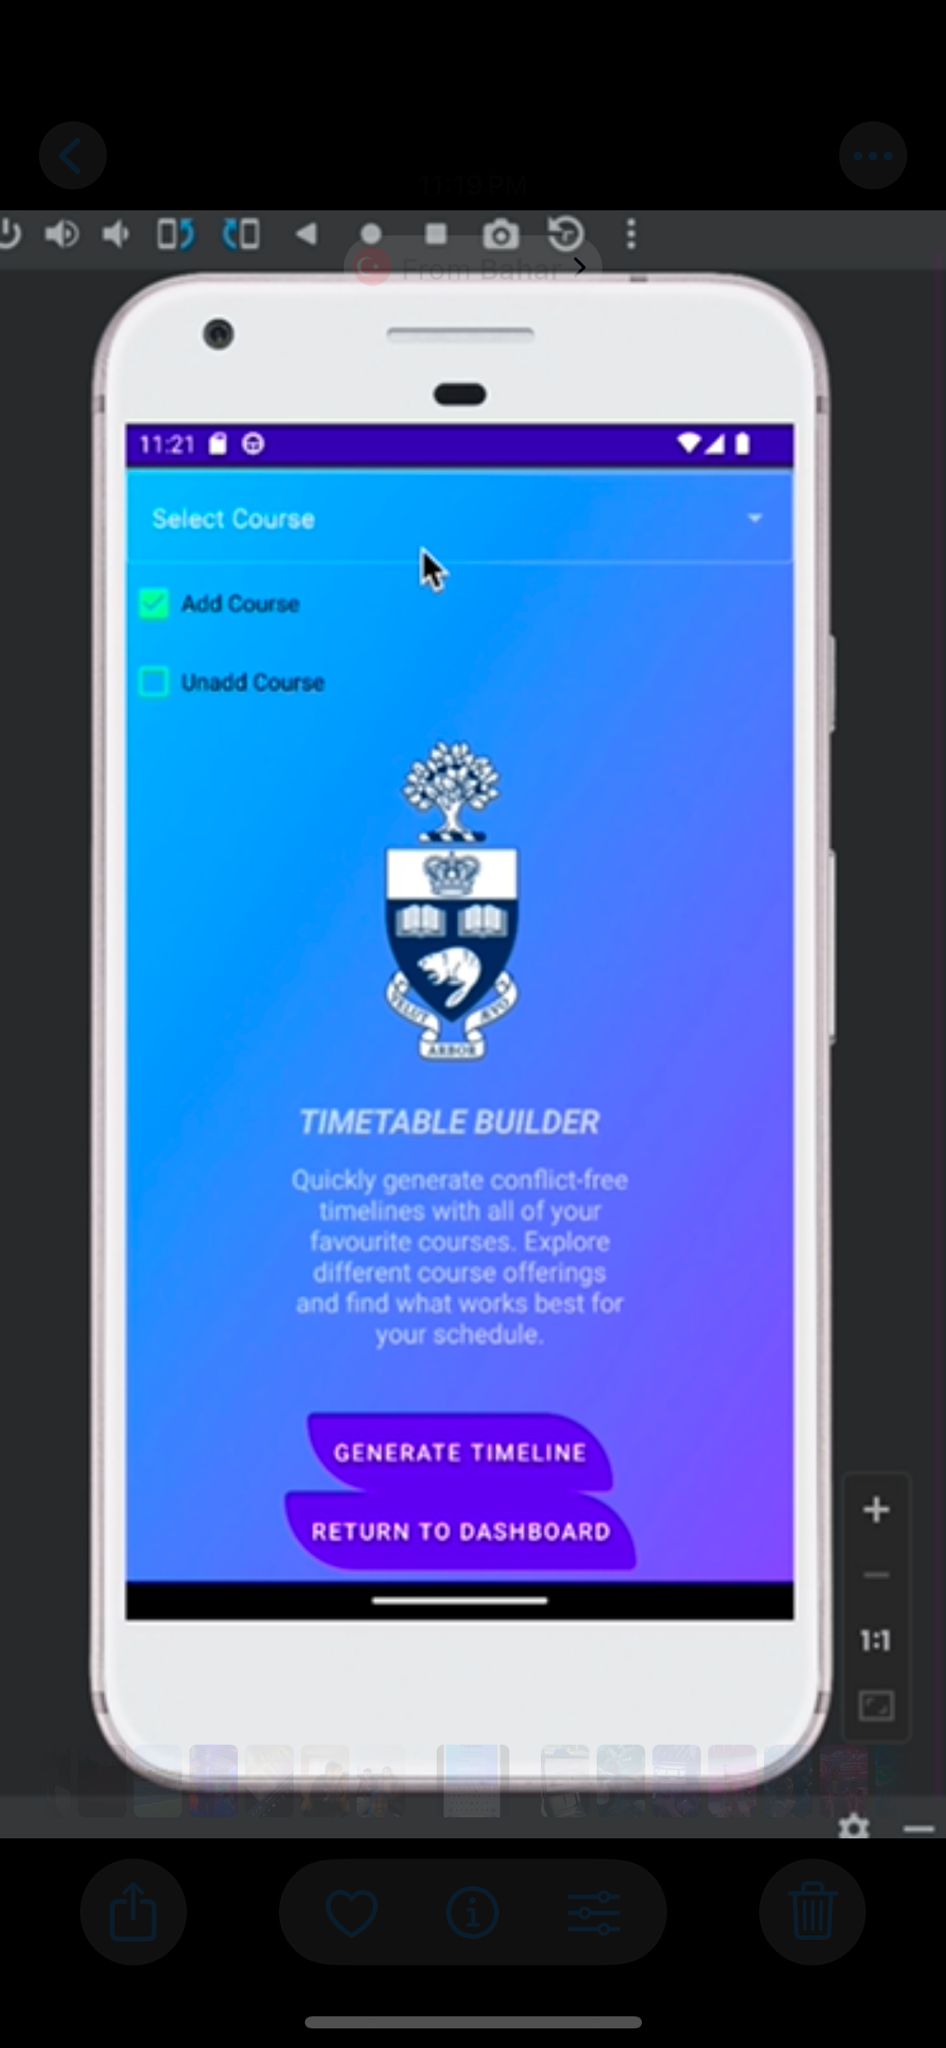 11:19 PM
From Bahar
11:21
Select Course
Add Course
Unadd Course
VELUT ARBOR ÆVO
TIMETABLE BUILDER
Quickly generate conflict-free
timelines with all of your
favourite courses. Explore
different course offerings
and find what works best for
your schedule.
GENERATE TIMELINE
RETURN TO DASHBOARD
1:1